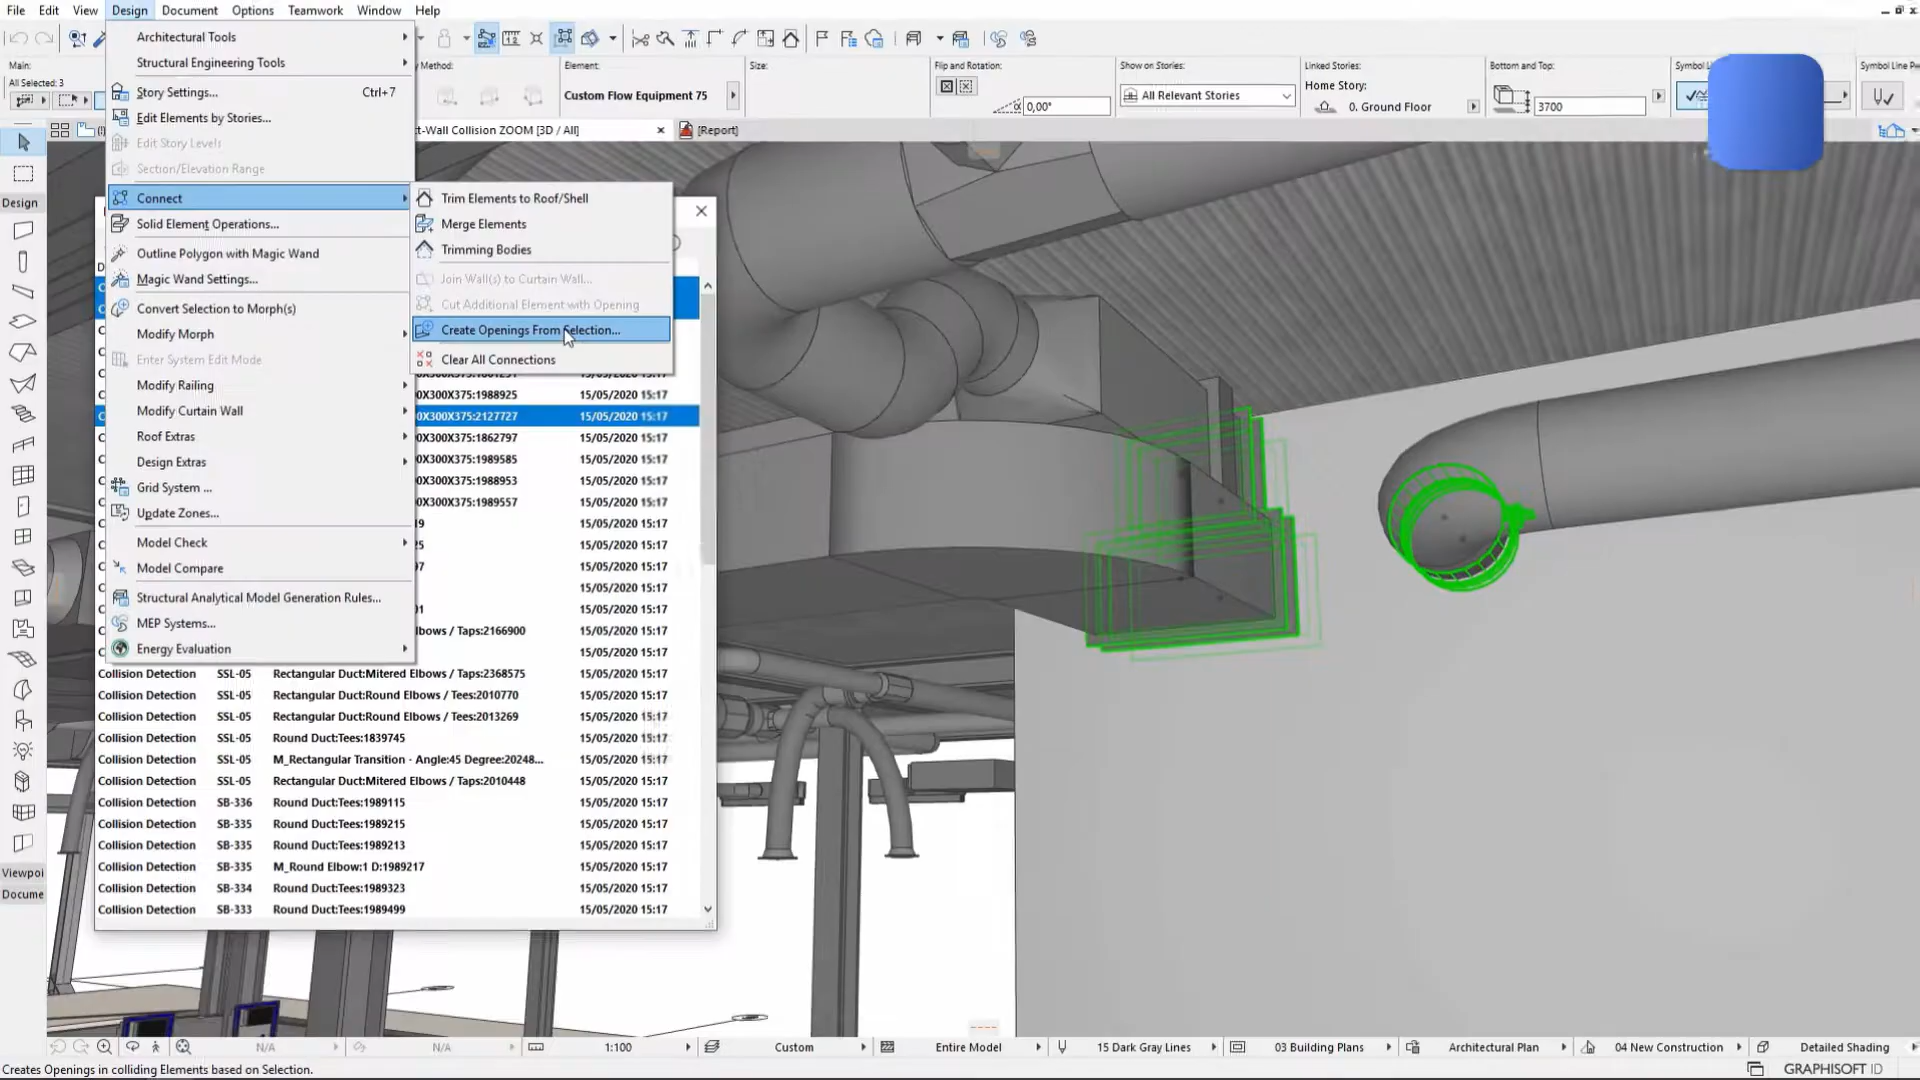 File Edit View Design Document Options Teamwork Window Help
Main:
All Selected: 3
Method:
Element:
Custom Flow Equipment 75
Size:
Flip and Rotation:
0,00°
Show on Stories:
All Relevant Stories
Linked Stories:
Home Story:
0. Ground Floor
Bottom and Top:
3700
Symbol Li
Symbol Line Pe
ct-Wall Collision ZOOM [3D / All]
[Report]
Architectural Tools
Structural Engineering Tools
Story Settings... Ctrl+7
Edit Elements by Stories...
Edit Story Levels
Section/Elevation Range
Connect
Solid Element Operations...
Outline Polygon with Magic Wand
Magic Wand Settings...
Convert Selection to Morph(s)
Modify Morph
Enter System Edit Mode
Modify Railing
Modify Curtain Wall
Roof Extras
Design Extras
Grid System ...
Update Zones...
Model Check
Model Compare
Structural Analytical Model Generation Rules...
MEP Systems...
Energy Evaluation
Trim Elements to Roof/Shell
Merge Elements
Trimming Bodies
Join Wall(s) to Curtain Wall...
Cut Additional Element with Opening
Create Openings From Selection...
Clear All Connections
Design
Viewpoi
Docume
0X300X375:1988925 15/05/2020 15:17
0X300X375:2127727 15/05/2020 15:17
0X300X375:1862797 15/05/2020 15:17
0X300X375:1989585 15/05/2020 15:17
0X300X375:1988953 15/05/2020 15:17
0X300X375:1989557 15/05/2020 15:17
19 15/05/2020 15:17
25 15/05/2020 15:17
97 15/05/2020 15:17
15/05/2020 15:17
01 15/05/2020 15:17
lbows / Taps:2166900 15/05/2020 15:17
15/05/2020 15:17
Collision Detection SSL-05 Rectangular Duct:Mitered Elbows / Taps:2368575 15/05/2020 15:17
Collision Detection SSL-05 Rectangular Duct:Round Elbows / Tees:2010770 15/05/2020 15:17
Collision Detection SSL-05 Rectangular Duct:Round Elbows / Tees:2013269 15/05/2020 15:17
Collision Detection SSL-05 Round Duct:Tees:1839745 15/05/2020 15:17
Collision Detection SSL-05 M_Rectangular Transition - Angle:45 Degree:20248... 15/05/2020 15:17
Collision Detection SSL-05 Rectangular Duct:Mitered Elbows / Taps:2010448 15/05/2020 15:17
Collision Detection SB-336 Round Duct:Tees:1989115 15/05/2020 15:17
Collision Detection SB-335 Round Duct:Tees:1989215 15/05/2020 15:17
Collision Detection SB-335 Round Duct:Tees:1989213 15/05/2020 15:17
Collision Detection SB-335 M_Round Elbow:1 D:1989217 15/05/2020 15:17
Collision Detection SB-334 Round Duct:Tees:1989323 15/05/2020 15:17
Collision Detection SB-333 Round Duct:Tees:1989499 15/05/2020 15:17
N/A N/A 1:100 Custom Entire Model 15 Dark Gray Lines 03 Building Plans Architectural Plan 04 New Construction Detailed Shading
Creates Openings in colliding Elements based on Selection.
GRAPHISOFT ID